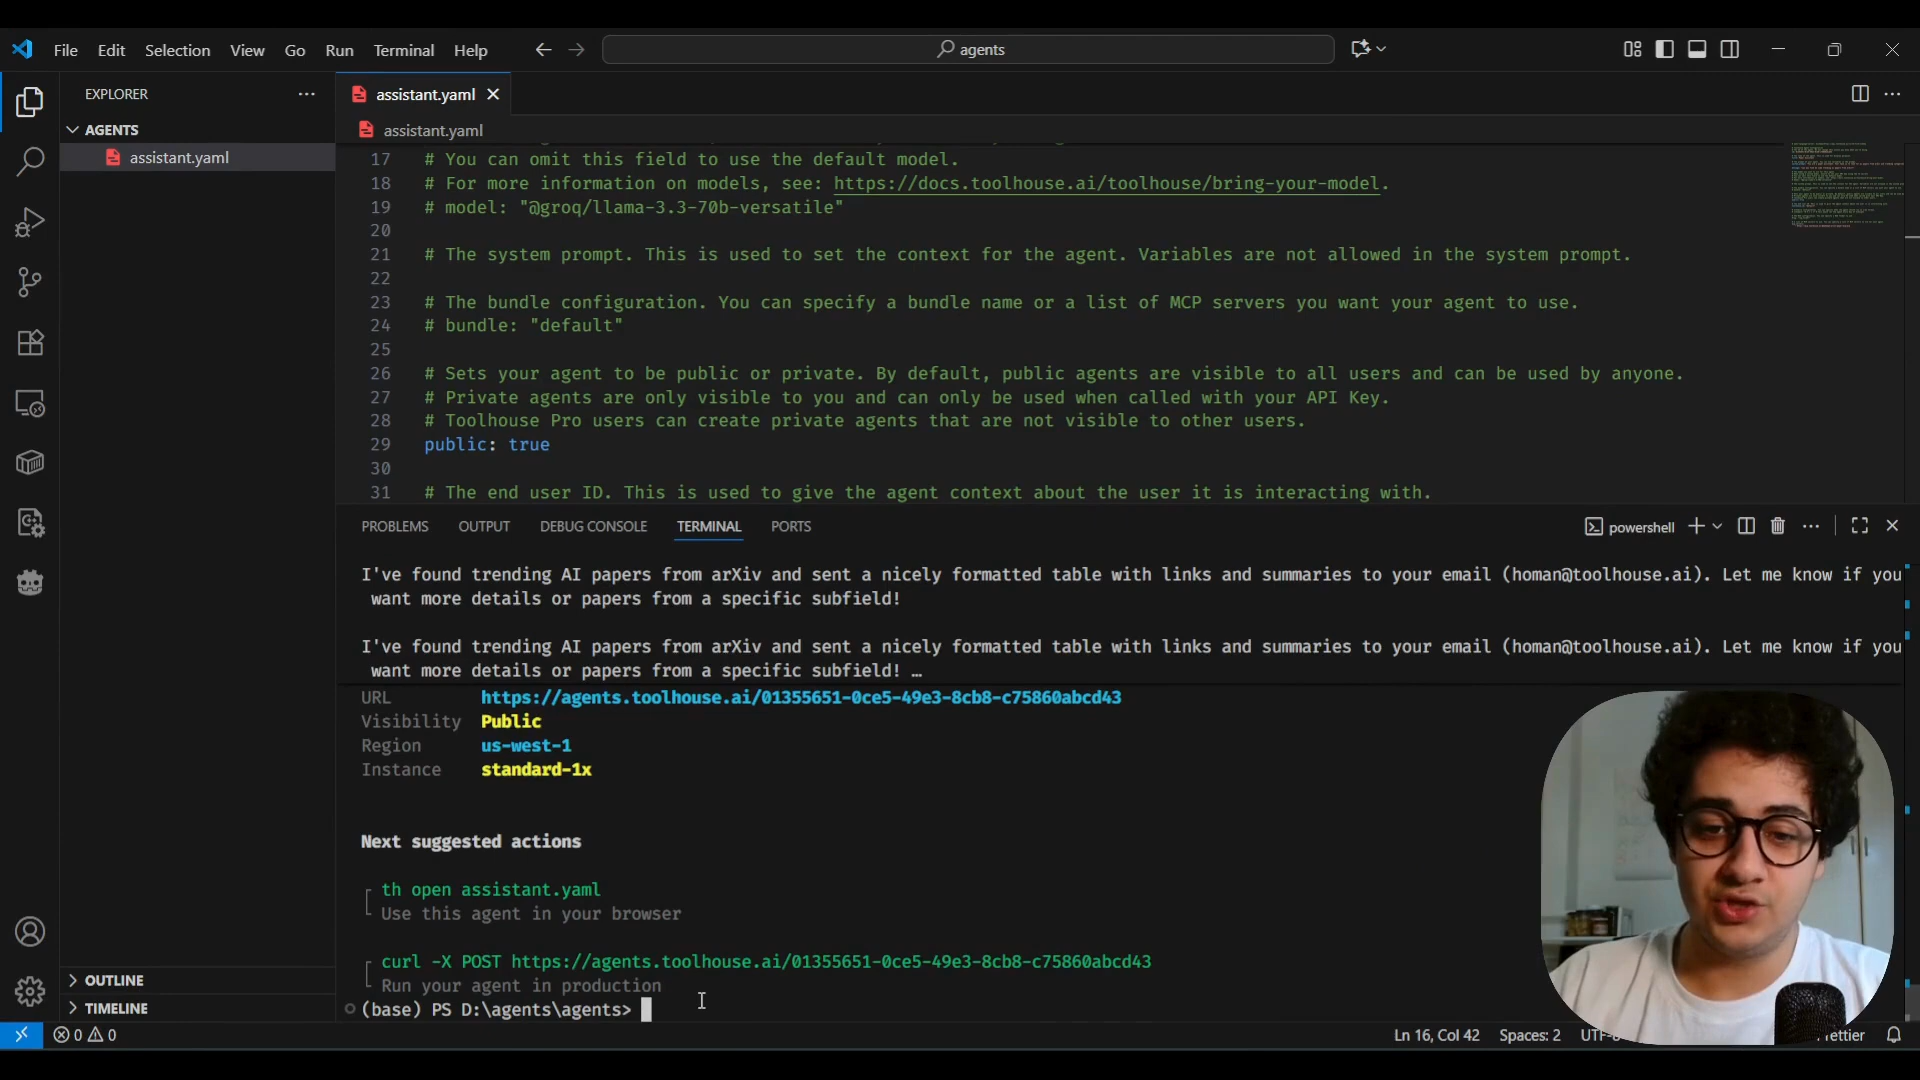 File Edit Selection View Go Run Terminal Help
agents
EXPLORER
AGENTS
assistant.yaml
OUTLINE
TIMELINE
assistant.yaml
assistant.yaml
17 # You can omit this field to use the default model.
18 # For more information on models, see: https://docs.toolhouse.ai/toolhouse/bring-your-model.
19 # model: "@groq/llama-3.3-70b-versatile"
20
21 # The system prompt. This is used to set the context for the agent. Variables are not allowed in the system prompt.
22
23 # The bundle configuration. You can specify a bundle name or a list of MCP servers you want your agent to use.
24 # bundle: "default"
25
26 # Sets your agent to be public or private. By default, public agents are visible to all users and can be used by anyone.
27 # Private agents are only visible to you and can only be used when called with your API Key.
28 # Toolhouse Pro users can create private agents that are not visible to other users.
29 public: true
30
31 # The end user ID. This is used to give the agent context about the user it is interacting with.
PROBLEMS OUTPUT DEBUG CONSOLE TERMINAL PORTS
powershell
I've found trending AI papers from arXiv and sent a nicely formatted table with links and summaries to your email (homan@toolhouse.ai). Let me know if you
want more details or papers from a specific subfield!
I've found trending AI papers from arXiv and sent a nicely formatted table with links and summaries to your email (homan@toolhouse.ai). Let me know if you
want more details or papers from a specific subfield! …
URL https://agents.toolhouse.ai/01355651-0ce5-49e3-8cb8-c75860abcd43
Visibility Public
Region us-west-1
Instance standard-1x
Next suggested actions
th open assistant.yaml
Use this agent in your browser
curl -X POST https://agents.toolhouse.ai/01355651-0ce5-49e3-8cb8-c75860abcd43
Run your agent in production
(base) PS D:\agents\agents>
0 0 Ln 16, Col 42 Spaces: 2